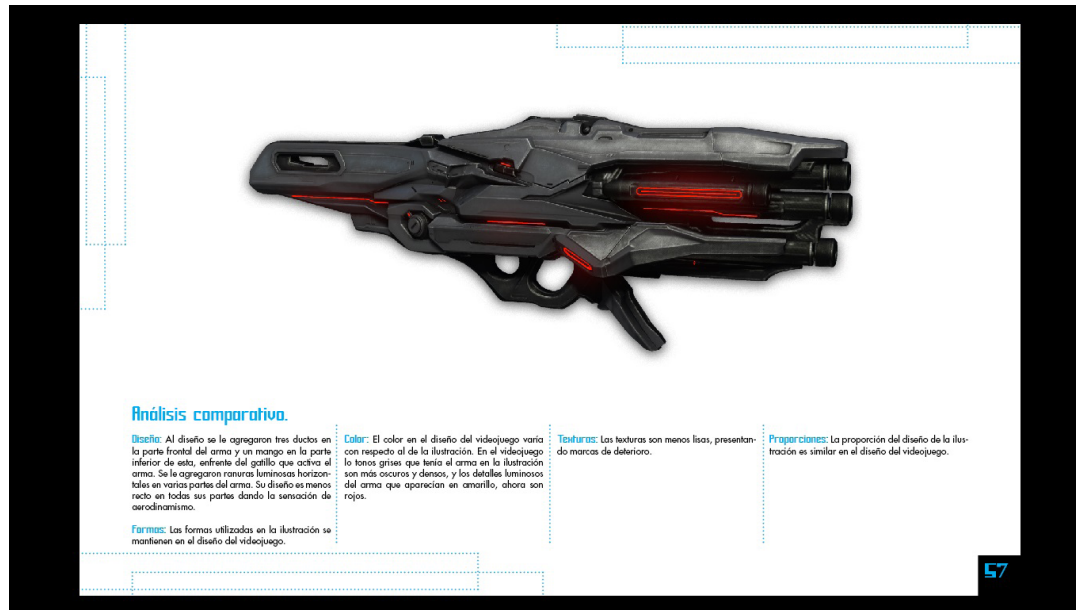 Análisis comparativo.
Diseño: Al diseño se le agregaron tres ductos en
la parte frontal del arma y un mango en la parte
inferior de esta, enfrente del gatillo que activa el
arma. Se le agregaron ranuras luminosas horizon-
tales en varias partes del arma. Su diseño es menos
recto en todas sus partes dando la sensación de
aerodinamismo.
Formas: Las formas utilizadas en la ilustración se
mantienen en el diseño del videojuego.
Color: El color en el diseño del videojuego varía
con respecto al de la ilustración. En el videojuego
lo tonos grises que tenía el arma en la ilustración
son más oscuros y densos, y los detalles luminosos
del arma que aparecían en amarillo, ahora son
rojos.
Texturas: Las texturas son menos lisas, presentan-
do marcas de deterioro.
Proporciones: La proporción del diseño de la ilus-
tración es similar en el diseño del videojuego.
57